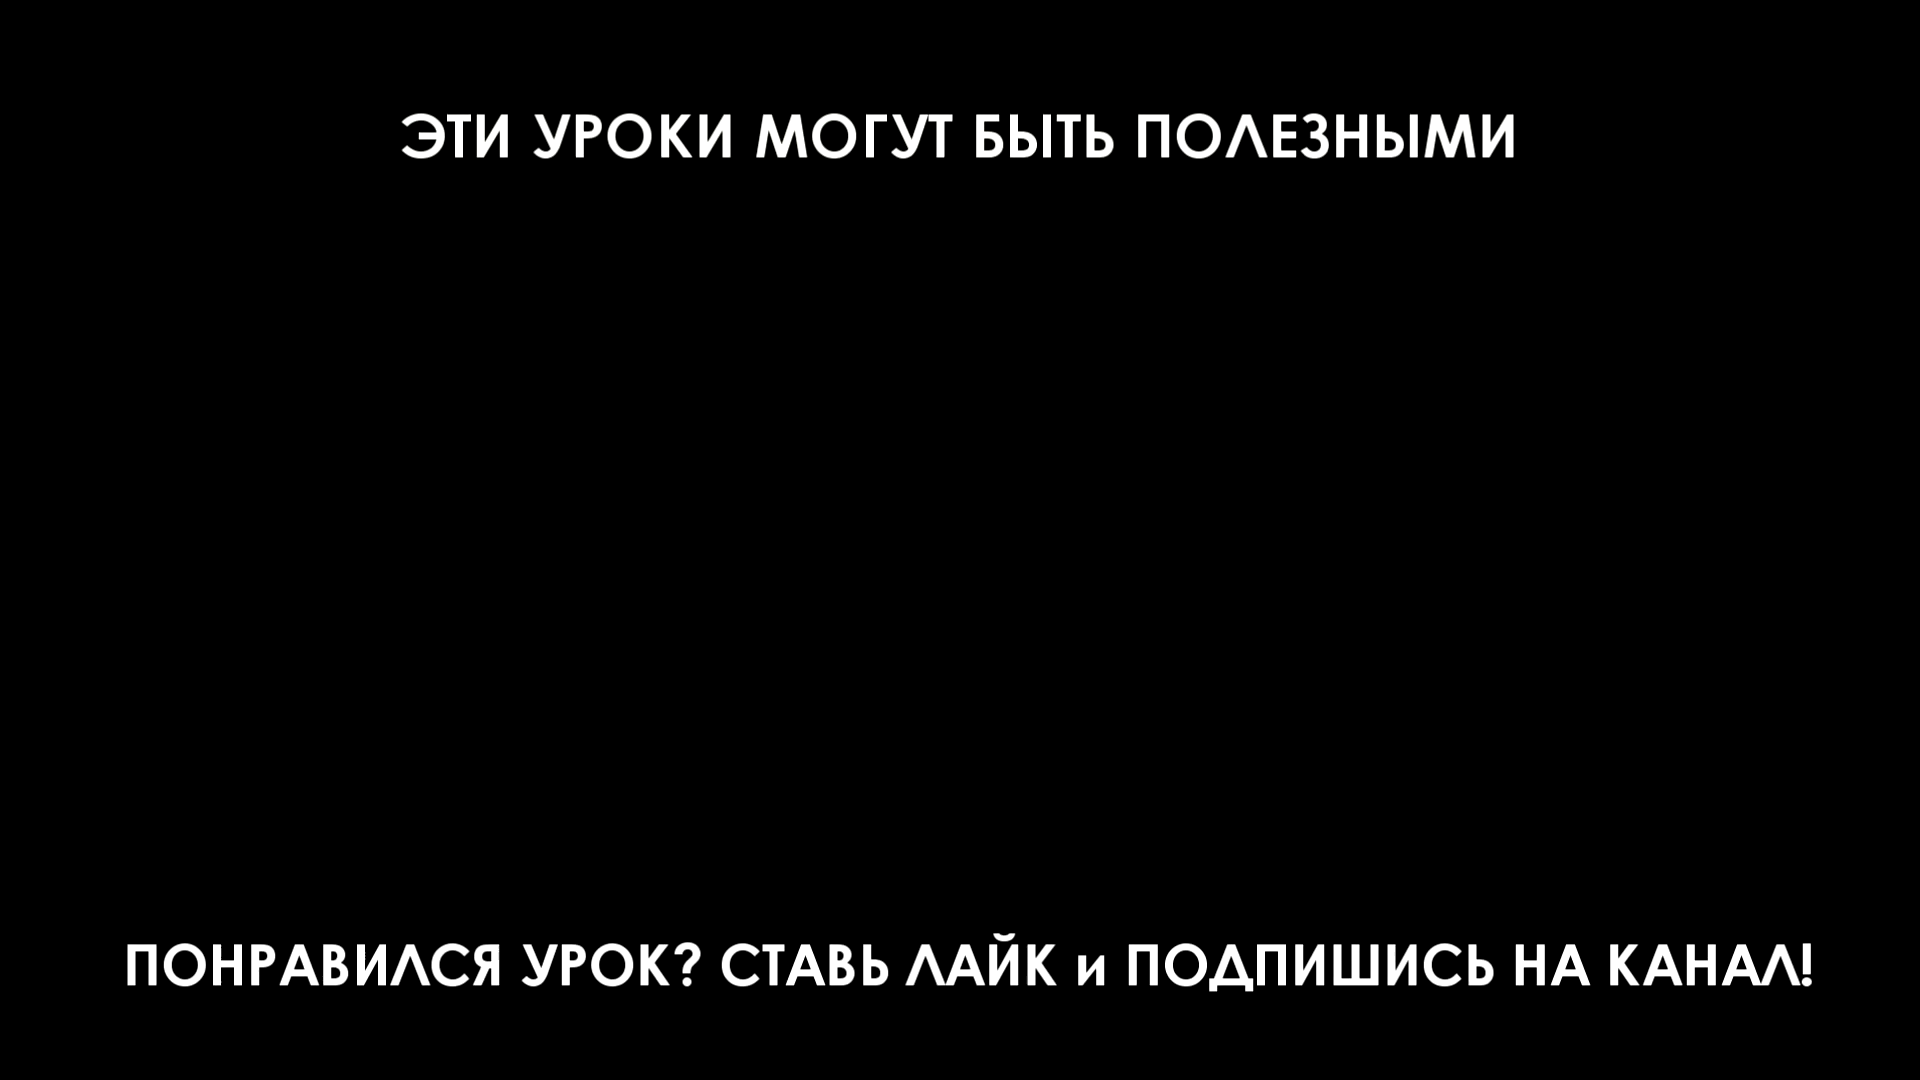 ЭТИ УРОКИ МОГУТ БЫТЬ ПОЛЕЗНЫМИ
ПОНРАВИЛСЯ УРОК? СТАВЬ ЛАЙК и ПОДПИШИСЬ НА КАНАЛ!